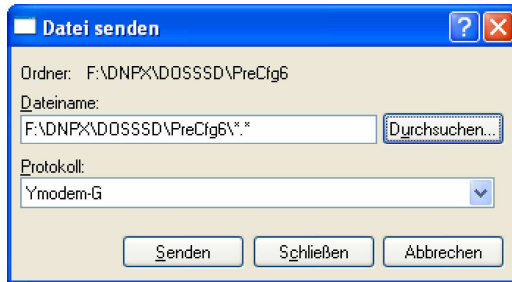 Datei senden
Ordner: F:\DNPX\DOSSSD\PreCfg6
Dateiname:
F:\DNPX\DOSSSD\PreCfg6\*.* Durchsuchen...
Protokoll:
Ymodem-G
Senden Schließen Abbrechen